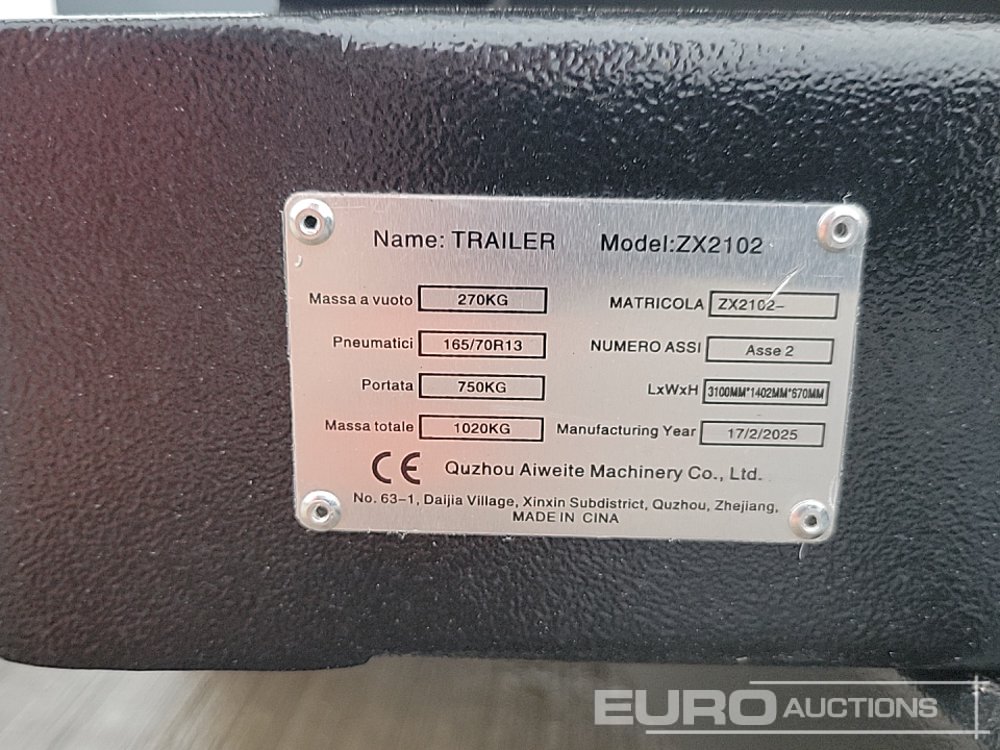 Name: TRAILER Model:ZX2102
Massa a vuoto 270KG MATRICOLA ZX2102-
Pneumatici 165/70R13 NUMERO ASSI Asse 2
Portata 750KG LxWxH 3100MM*1402MM*670MM
Massa totale 1020KG Manufacturing Year 17/2/2025
CE Quzhou Aiweite Machinery Co., Ltd.
No. 63-1, Daijia Village, Xinxin Subdistrict, Quzhou, Zhejiang,
MADE IN CINA
EURO AUCTIONS